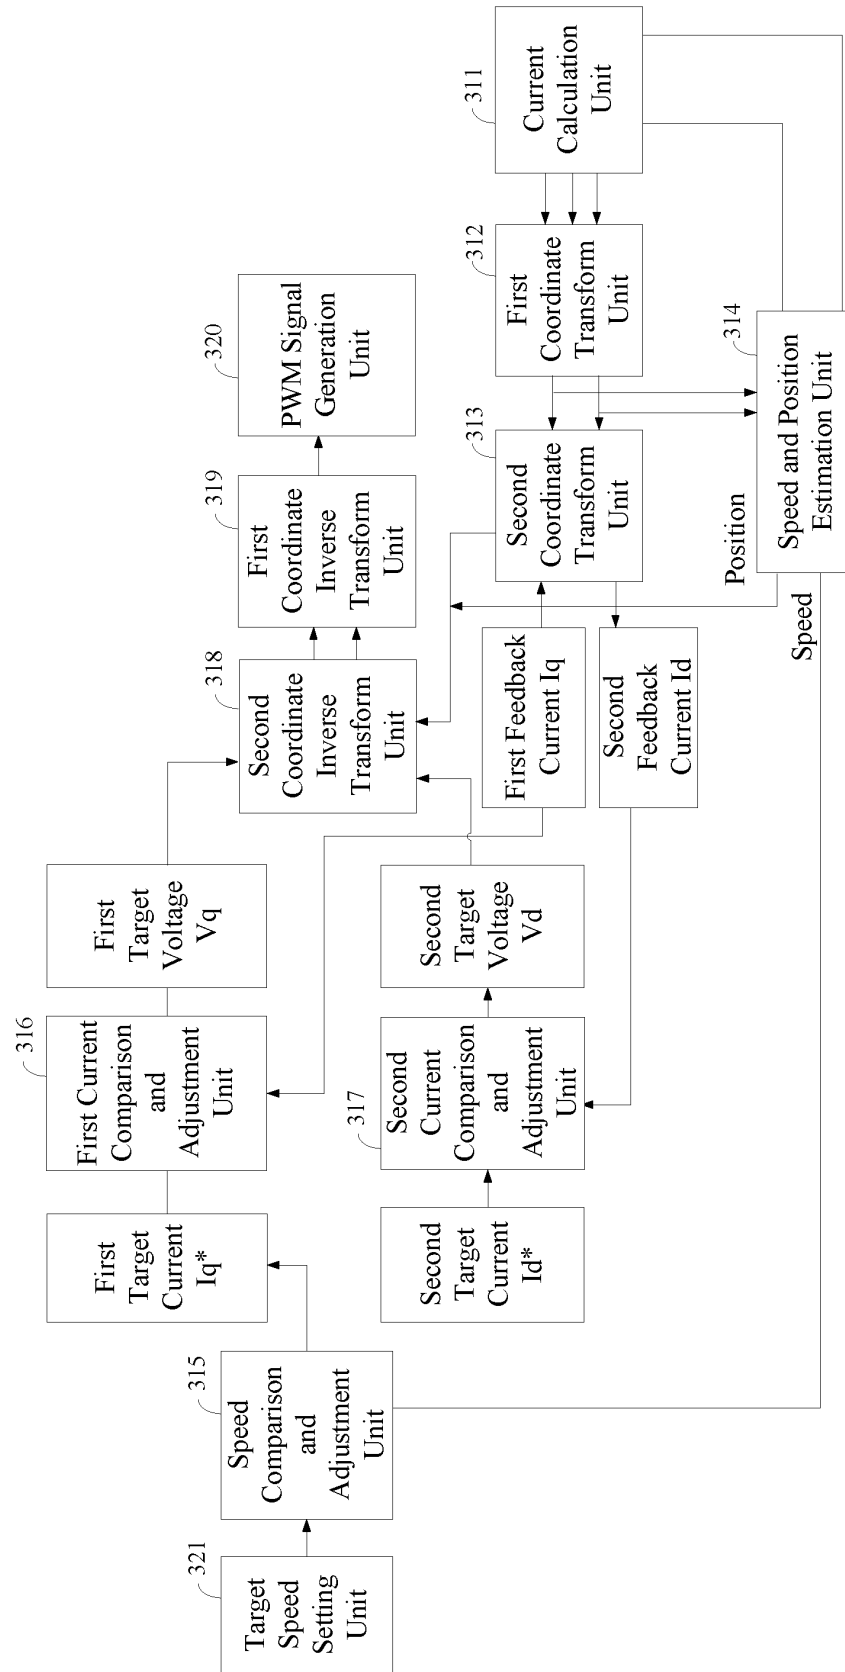 321
Target
Speed
Setting
Unit
315
Speed
Comparison
and
Adjustment
Unit
First
Target
Current
Iq*
316
First Current
Comparison
and
Adjustment
Unit
First
Target
Voltage
Vq
Second
Target
Current
Id*
317
Second
Current
Comparison
and
Adjustment
Unit
Second
Target
Voltage
Vd
318
Second
Coordinate
Inverse
Transform
Unit
319
First
Coordinate
Inverse
Transform
Unit
320
PWM Signal
Generation
Unit
First Feedback
Current Iq
Second
Feedback
Current Id
313
Second
Coordinate
Transform
Unit
312
First
Coordinate
Transform
Unit
311
Current
Calculation
Unit
Speed
Position
314
Speed and Position
Estimation Unit